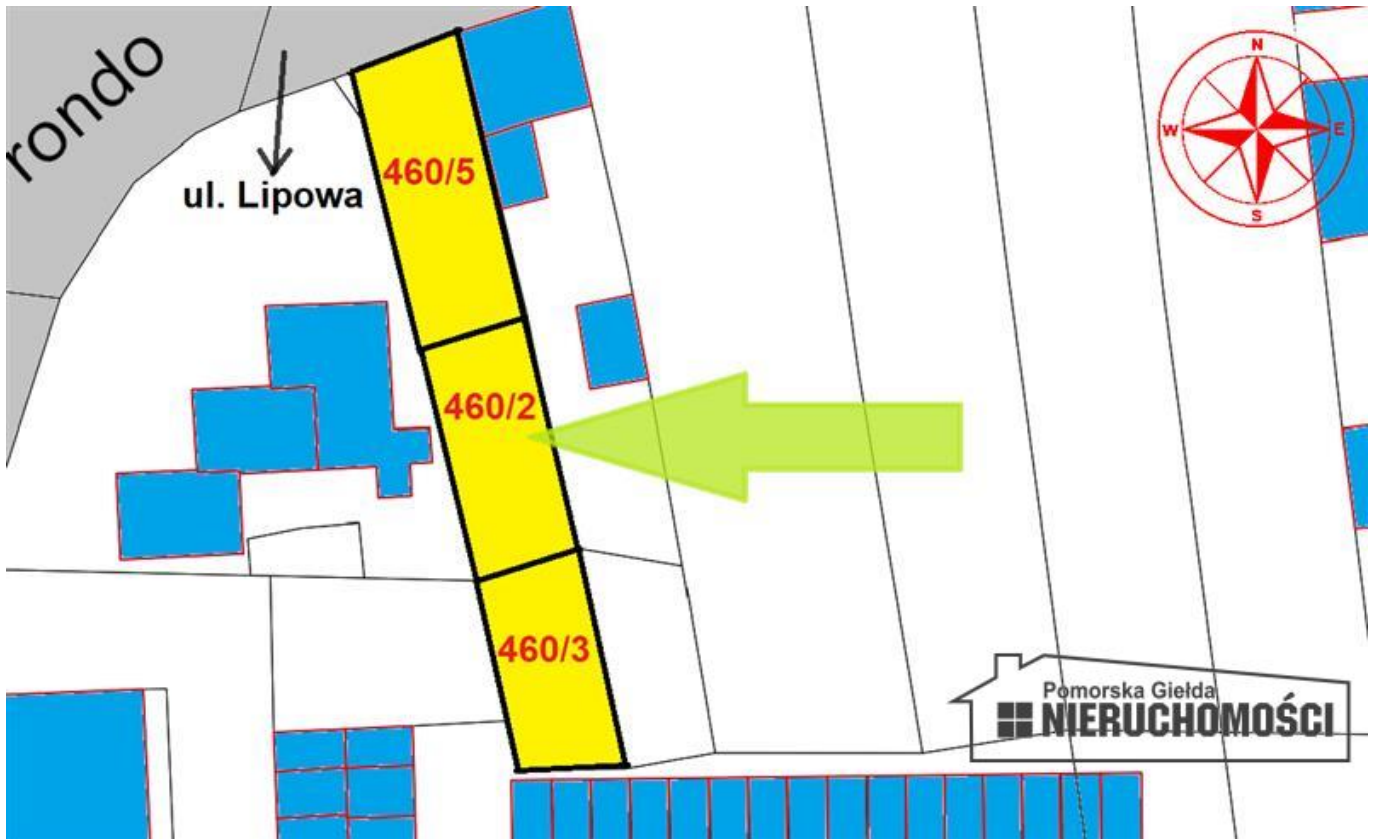 rondo
ul. Lipowa
460/5
460/2
460/3
N
W
E
S
Pomorska Giełda
NIERUCHOMOŚCI